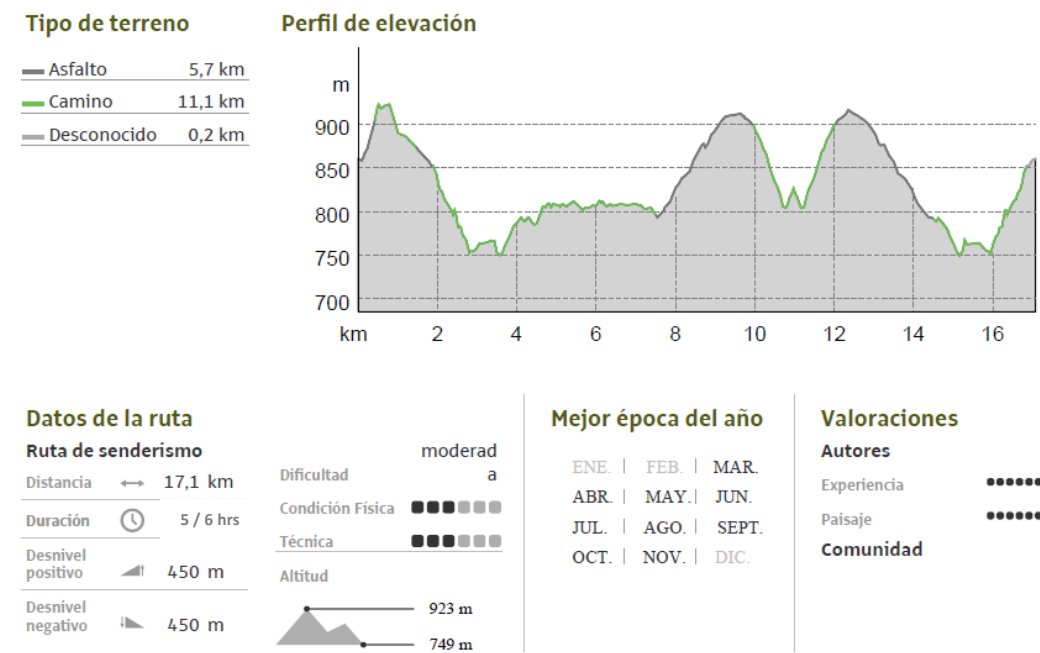 Tipo de terreno
Asfalto 5,7 km
Camino 11,1 km
Desconocido 0,2 km
Perfil de elevación
m
900
850
800
750
700
km 2 4 6 8 10 12 14 16
Datos de la ruta
Ruta de senderismo
Distancia 17,1 km
Duración 5 / 6 hrs
Desnivel
positivo 450 m
Desnivel
negativo 450 m
moderad
Dificultad a
Condición Física
Técnica
Altitud
923 m
749 m
Mejor época del año
ENE. | FEB. | MAR.
ABR. | MAY. | JUN.
JUL. | AGO. | SEPT.
OCT. | NOV. | DIC.
Valoraciones
Autores
Experiencia
Paisaje
Comunidad